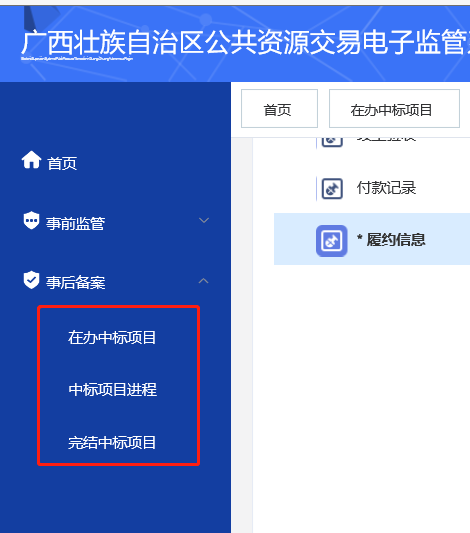 广西壮族自治区公共资源交易电子监管
首页
在办中标项目
首页
事前监管
事后备案
在办中标项目
中标项目进程
完结中标项目
付款记录
* 履约信息